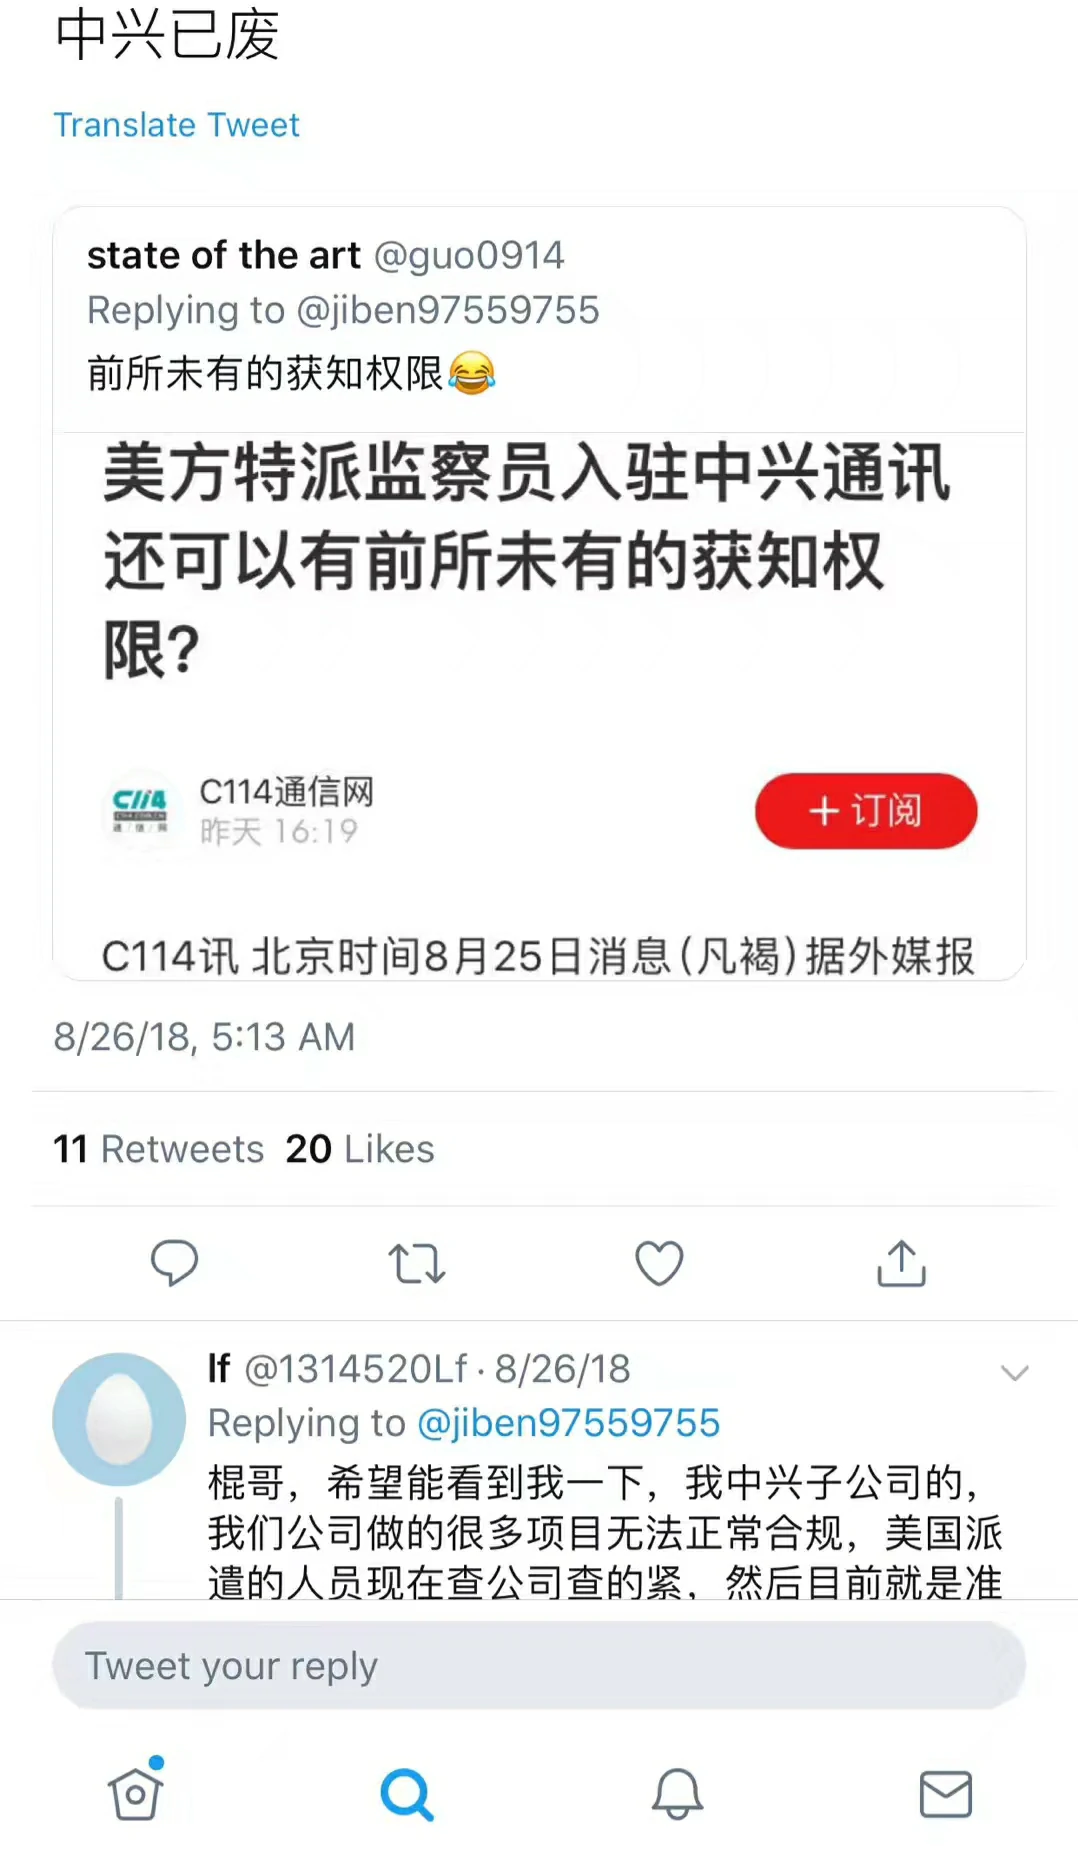 中兴已废
Translate Tweet
state of the art @guo0914
Replying to @jiben97559755
前所未有的获知权限😂
美方特派监察员入驻中兴通讯
还可以有前所未有的获知权
限?
C114
通信网
C114通信网
昨天 16:19
+ 订阅
C114讯 北京时间8月25日消息(凡褐)据外媒报
8/26/18, 5:13 AM
11 Retweets 20 Likes
lf @1314520Lf · 8/26/18
Replying to @jiben97559755
棍哥，希望能看到我一下，我中兴子公司的，
我们公司做的很多项目无法正常合规，美国派
遣的人员现在查公司查的紧，然后目前就是准
Tweet your reply